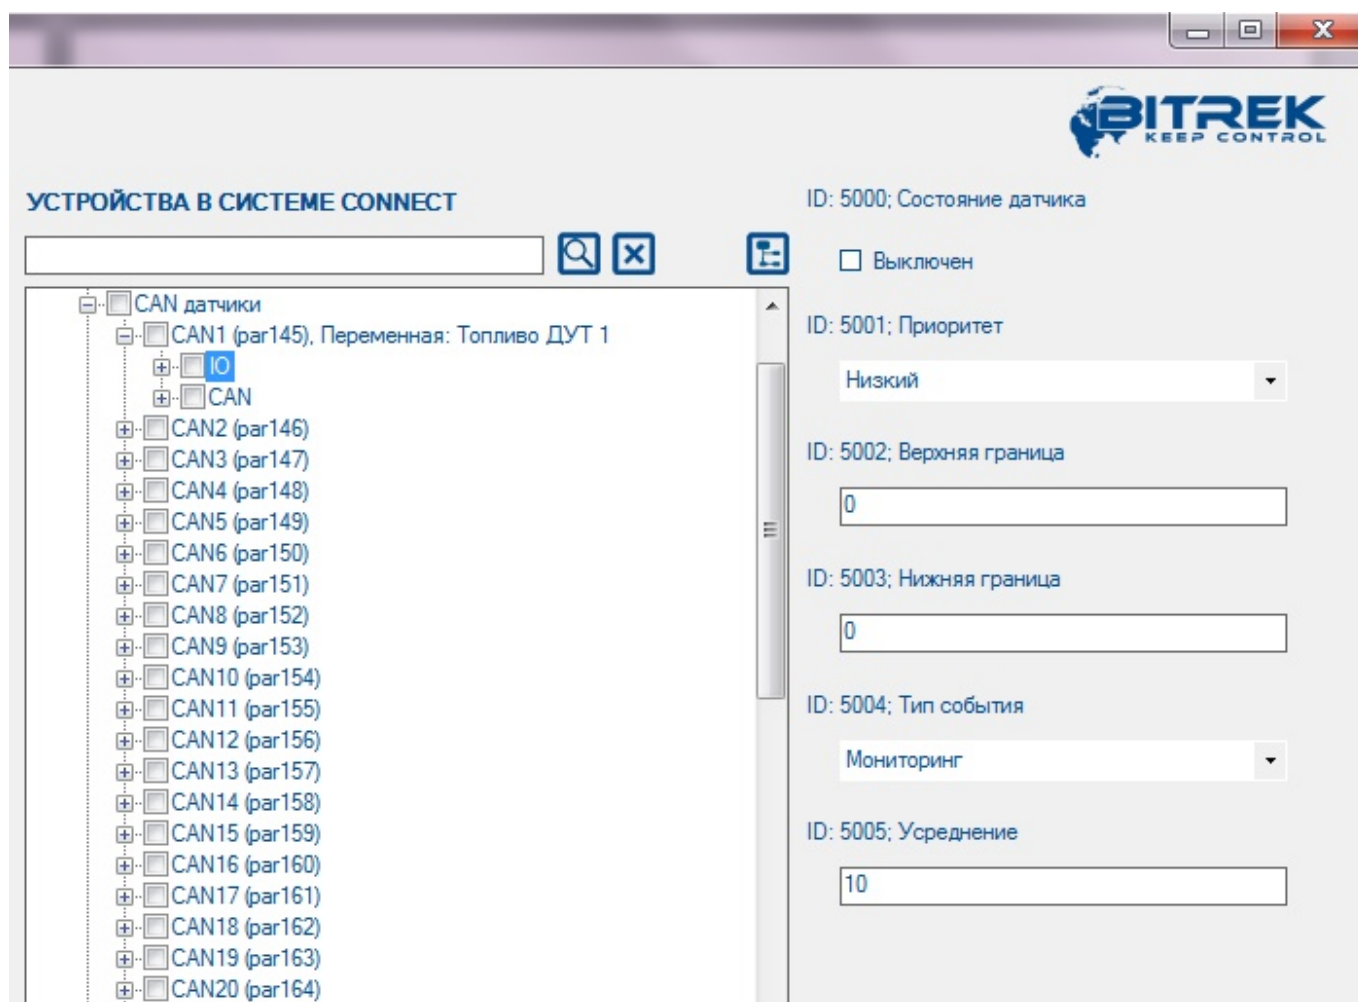 BITREK
KEEP CONTROL
УСТРОЙСТВА В СИСТЕМЕ CONNECT
CAN датчики
CAN1 (par145), Переменная: Топливо ДУТ 1
IO
CAN
CAN2 (par146)
CAN3 (par147)
CAN4 (par148)
CAN5 (par149)
CAN6 (par150)
CAN7 (par151)
CAN8 (par152)
CAN9 (par153)
CAN10 (par154)
CAN11 (par155)
CAN12 (par156)
CAN13 (par157)
CAN14 (par158)
CAN15 (par159)
CAN16 (par160)
CAN17 (par161)
CAN18 (par162)
CAN19 (par163)
CAN20 (par164)
ID: 5000; Состояние датчика
Выключен
ID: 5001; Приоритет
Низкий
ID: 5002; Верхняя граница
0
ID: 5003; Нижняя граница
0
ID: 5004; Тип события
Мониторинг
ID: 5005; Усреднение
10